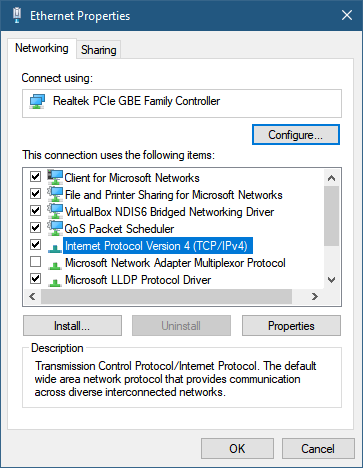 Ethernet Properties
Networking
Sharing
Connect using:
Realtek PCIe GBE Family Controller
Configure...
This connection uses the following items:
Client for Microsoft Networks
File and Printer Sharing for Microsoft Networks
VirtualBox NDIS6 Bridged Networking Driver
QoS Packet Scheduler
Internet Protocol Version 4 (TCP/IPv4)
Microsoft Network Adapter Multiplexor Protocol
Microsoft LLDP Protocol Driver
Install...
Uninstall
Properties
Description
Transmission Control Protocol/Internet Protocol. The default
wide area network protocol that provides communication
across diverse interconnected networks.
OK
Cancel